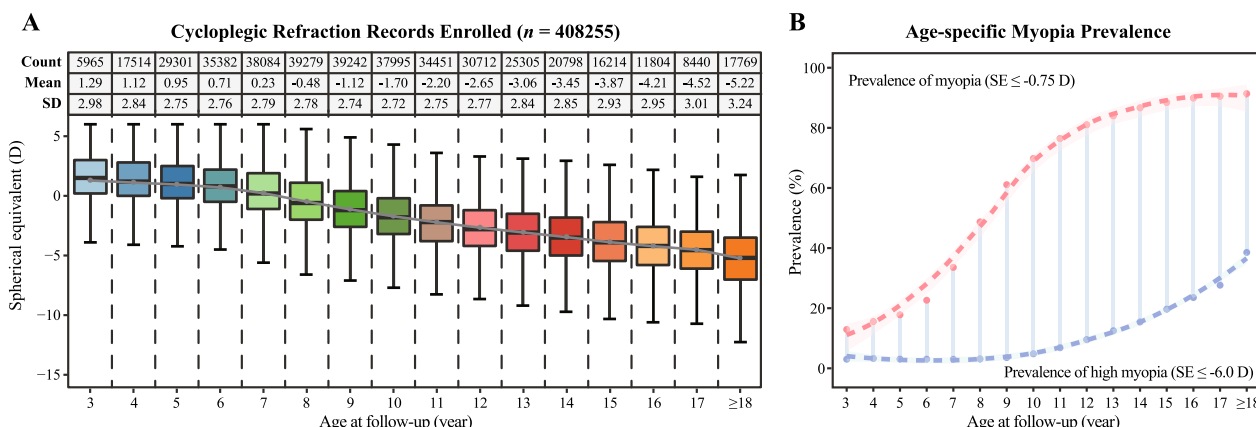 A
Cycloplegic Refraction Records Enrolled (n = 408255)
Count 5965 17514 29301 35382 38084 39279 39242 37995 34451 30712 25305 20798 16214 11804 8440 17769
Mean 1.29 1.12 0.95 0.71 0.23 -0.48 -1.12 -1.70 -2.20 -2.65 -3.06 -3.45 -3.87 -4.21 -4.52 -5.22
SD 2.98 2.84 2.75 2.76 2.79 2.78 2.74 2.72 2.75 2.77 2.84 2.85 2.93 2.95 3.01 3.24
Spherical equivalent (D)
5
0
−5
−10
−15
3 4 5 6 7 8 9 10 11 12 13 14 15 16 17 ≥18
Age at follow-up (year)
B
Age-specific Myopia Prevalence
Prevalence of myopia (SE ≤ -0.75 D)
Prevalence (%)
100
80
60
40
20
0
Prevalence of high myopia (SE ≤ -6.0 D)
3 4 5 6 7 8 9 10 11 12 13 14 15 16 17 ≥18
Age at follow-up (year)